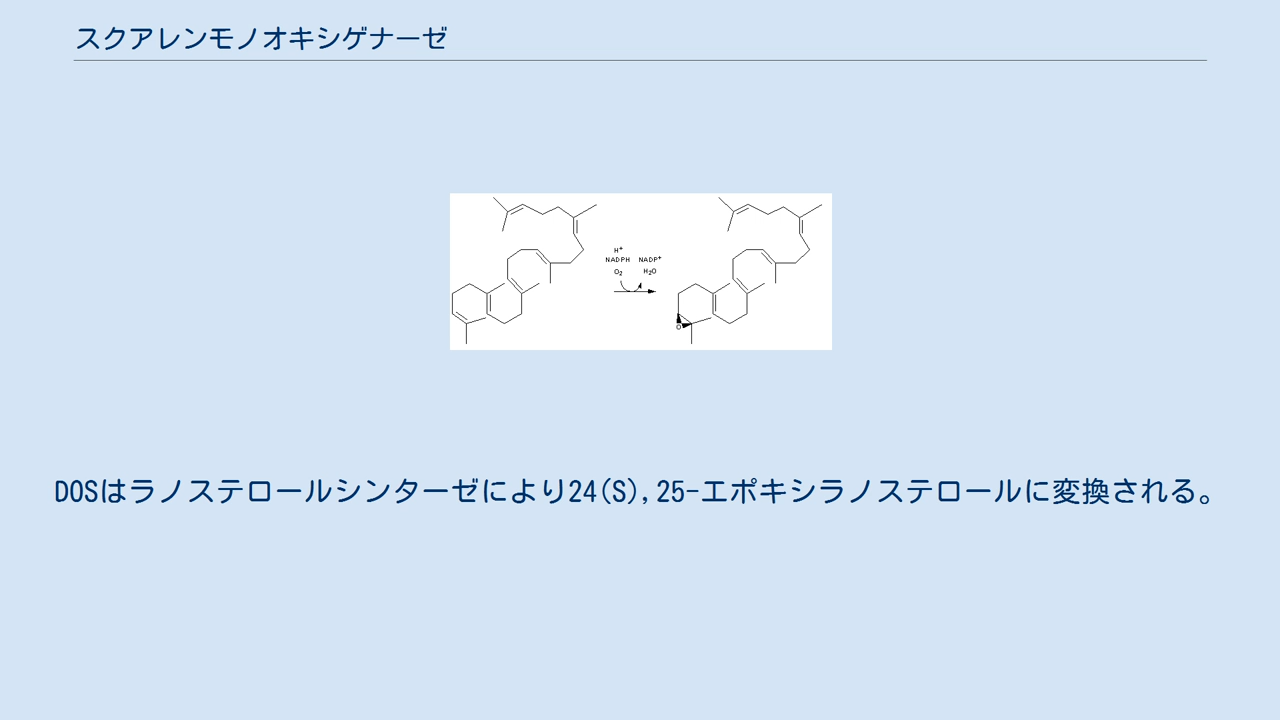 スクアレンモノオキシゲナーゼ
H+
NADPH NADP+
O2 H2O
O
DOSはラノステロールシンターゼにより24(S),25-エポキシラノステロールに変換される。